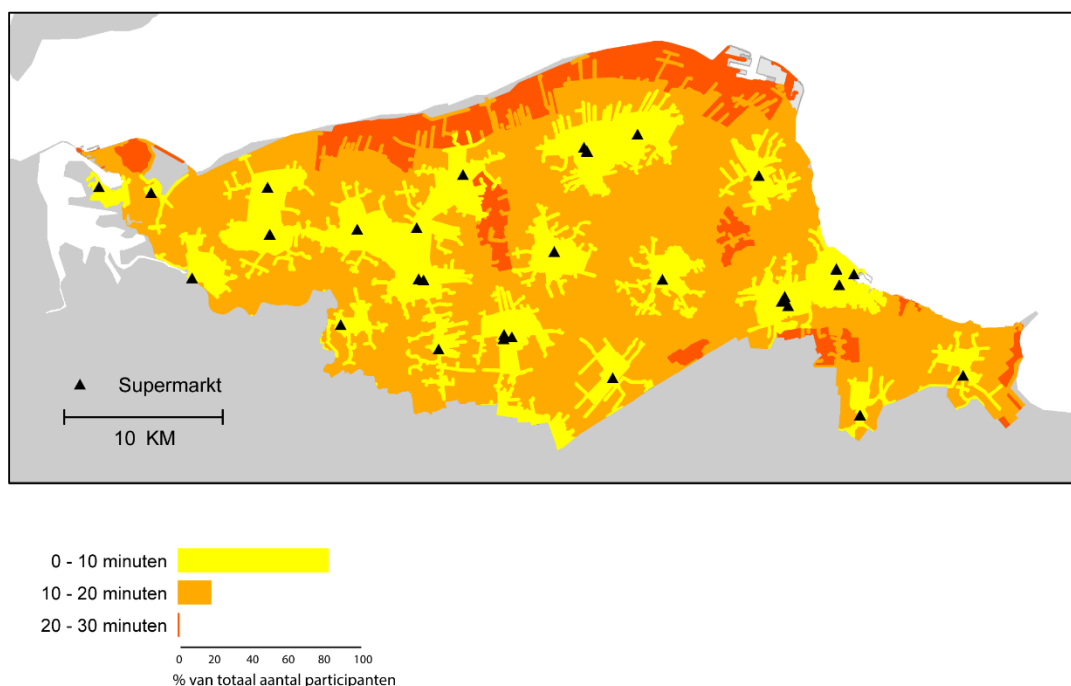 Supermarkt
10 KM
0 - 10 minuten
10 - 20 minuten
20 - 30 minuten
0 20 40 60 80 100
% van totaal aantal participanten